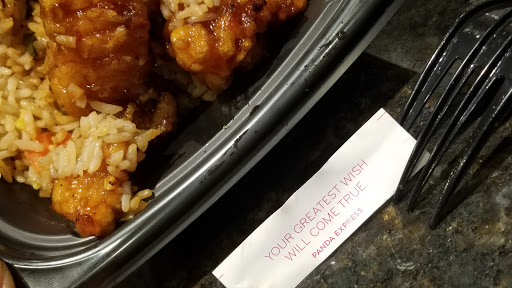 YOUR GREATEST WISH
WILL COME TRUE.
PANDA EXPRESS